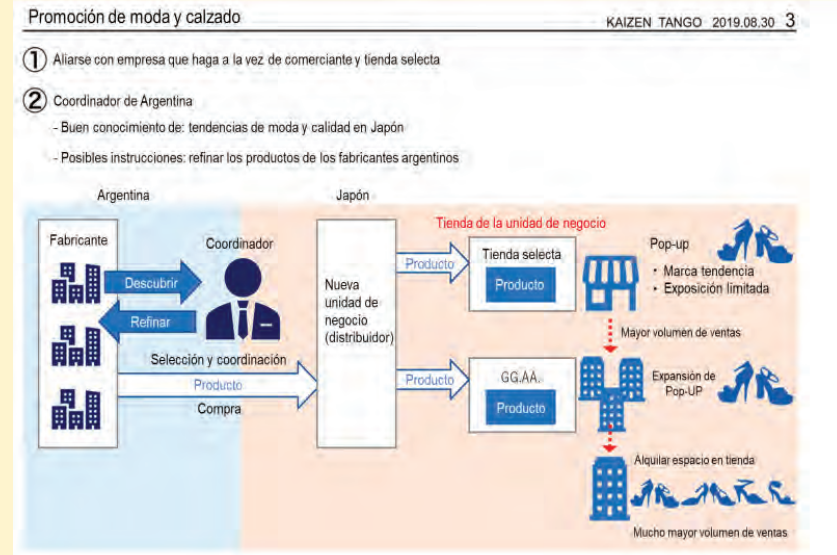 Promoción de moda y calzado
KAIZEN TANGO 2019.08.30 3
① Aliarse con empresa que haga a la vez de comerciante y tienda selecta
② Coordinador de Argentina
- Buen conocimiento de: tendencias de moda y calidad en Japón
- Posibles instrucciones: refinar los productos de los fabricantes argentinos
Argentina
Japón
Fabricante
Coordinador
Descubrir
Refinar
Selección y coordinación
Producto
Compra
Nueva
unidad de
negocio
(distribuidor)
Tienda de la unidad de negocio
Producto
Tienda selecta
Producto
Pop-up
・ Marca tendencia
・ Exposición limitada
Mayor volumen de ventas
Producto
GG.AA.
Producto
Expansión de
Pop-UP
Alquilar espacio en tienda
Mucho mayor volumen de ventas